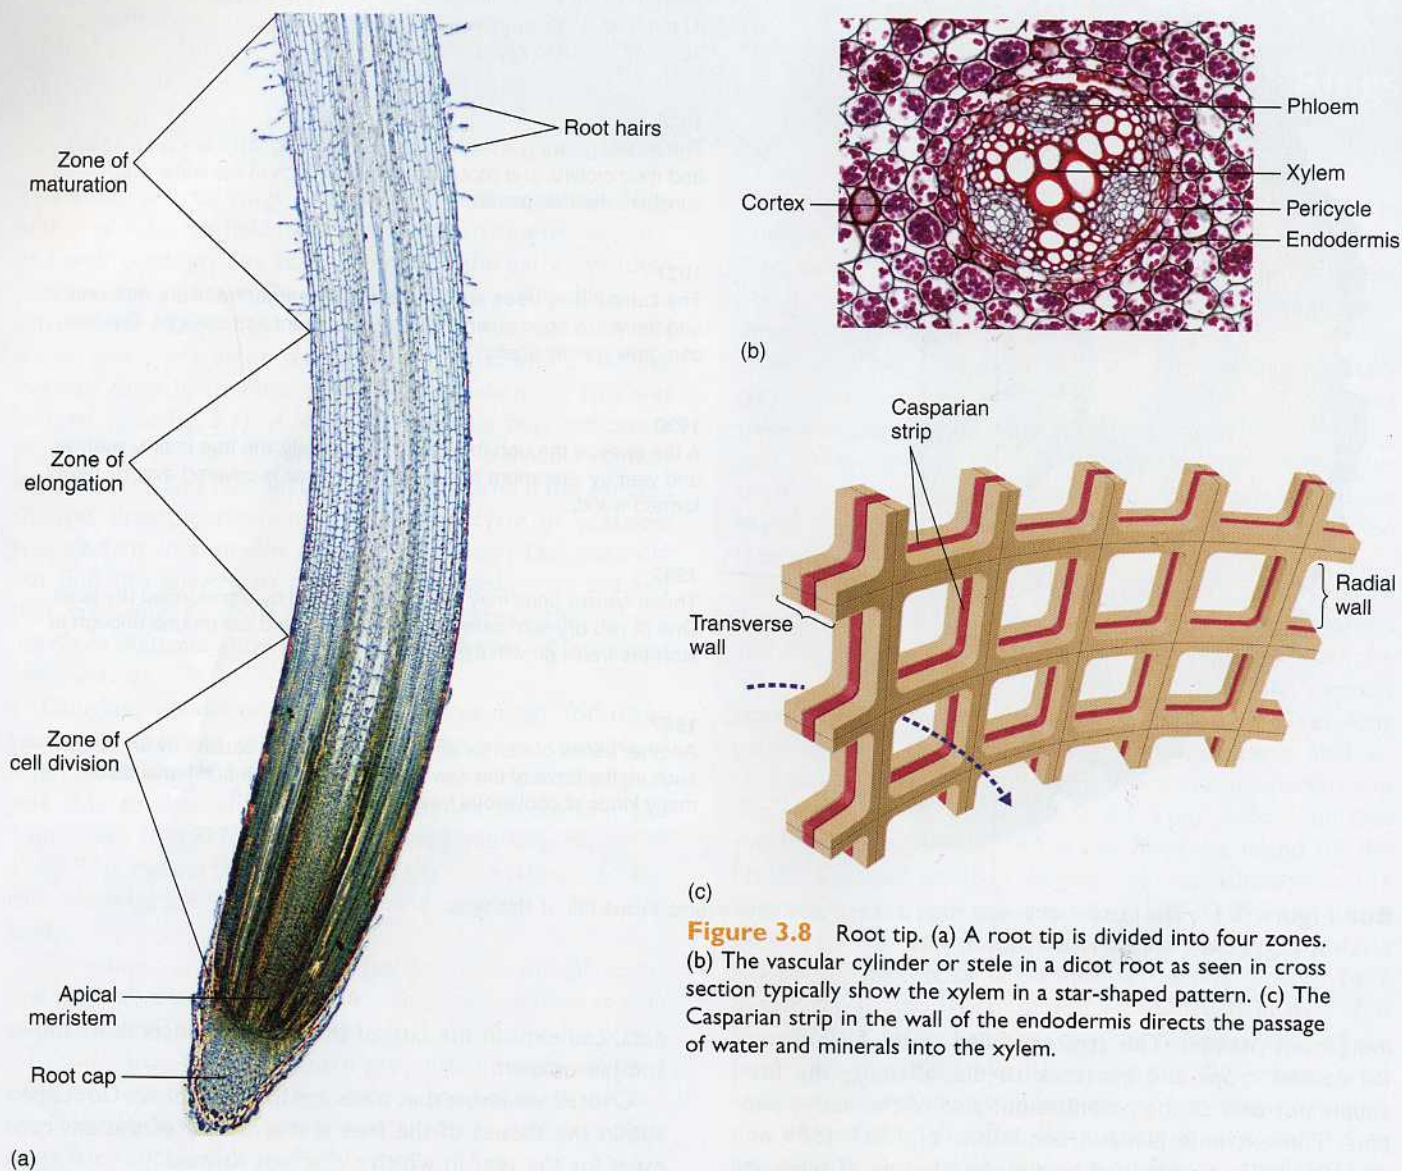 Zone of
maturation
Root hairs
Zone of
elongation
Zone of
cell division
Apical
meristem
Root cap
(a)
Phloem
Xylem
Pericycle
Endodermis
Cortex
(b)
Casparian
strip
Transverse
wall
Radial
wall
(c)
Figure 3.8 Root tip. (a) A root tip is divided into four zones.
(b) The vascular cylinder or stele in a dicot root as seen in cross
section typically show the xylem in a star-shaped pattern. (c) The
Casparian strip in the wall of the endodermis directs the passage
of water and minerals into the xylem.